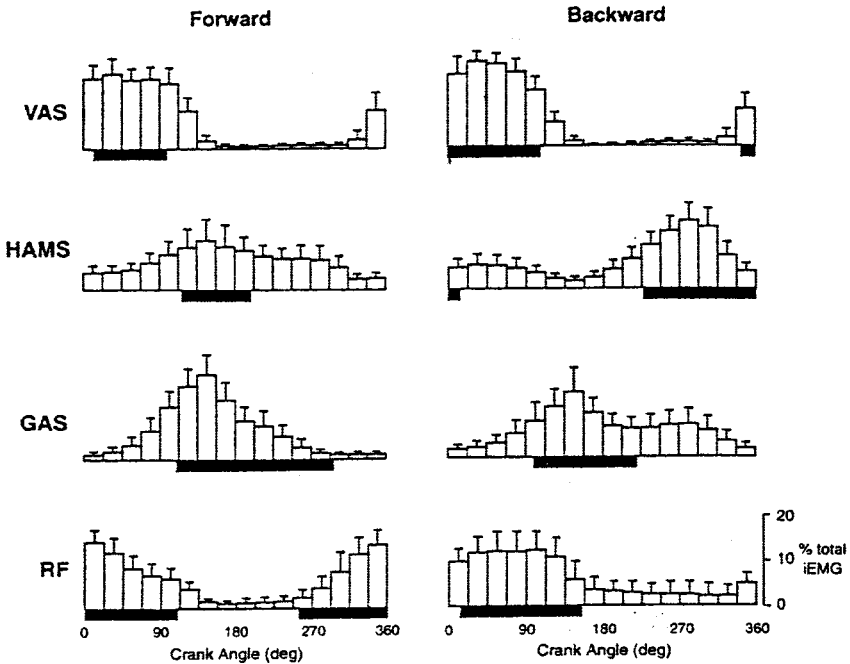 Forward Backward
VAS
HAMS
GAS
RF
20
10
0
% total
iEMG
0 90 180 270 360 0 90 180 270 360
Crank Angle (deg) Crank Angle (deg)